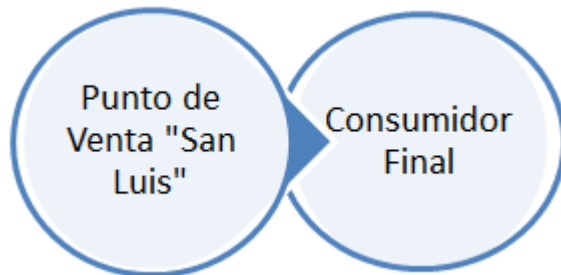 Punto de
Venta "San
Luis"
Consumidor
Final